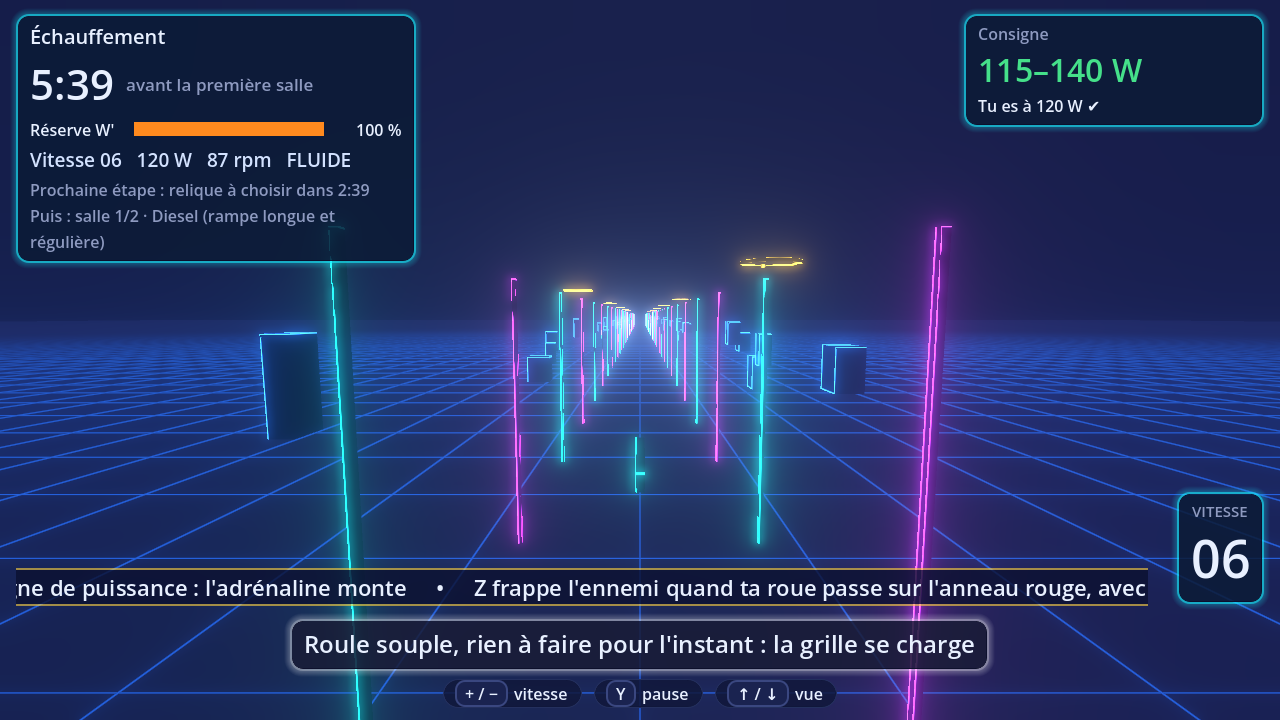 Échauffement
5:39 avant la première salle
Réserve W' 100 %
Vitesse 06 120 W 87 rpm FLUIDE
Prochaine étape : relique à choisir dans 2:39
Puis : salle 1/2 · Diesel (rampe longue et
régulière)
Consigne
115–140 W
Tu es à 120 W ✔
VITESSE
06
ne de puissance : l'adrénaline monte • Z frappe l'ennemi quand ta roue passe sur l'anneau rouge, avec
Roule souple, rien à faire pour l'instant : la grille se charge
+ / − vitesse Y pause ↑ / ↓ vue